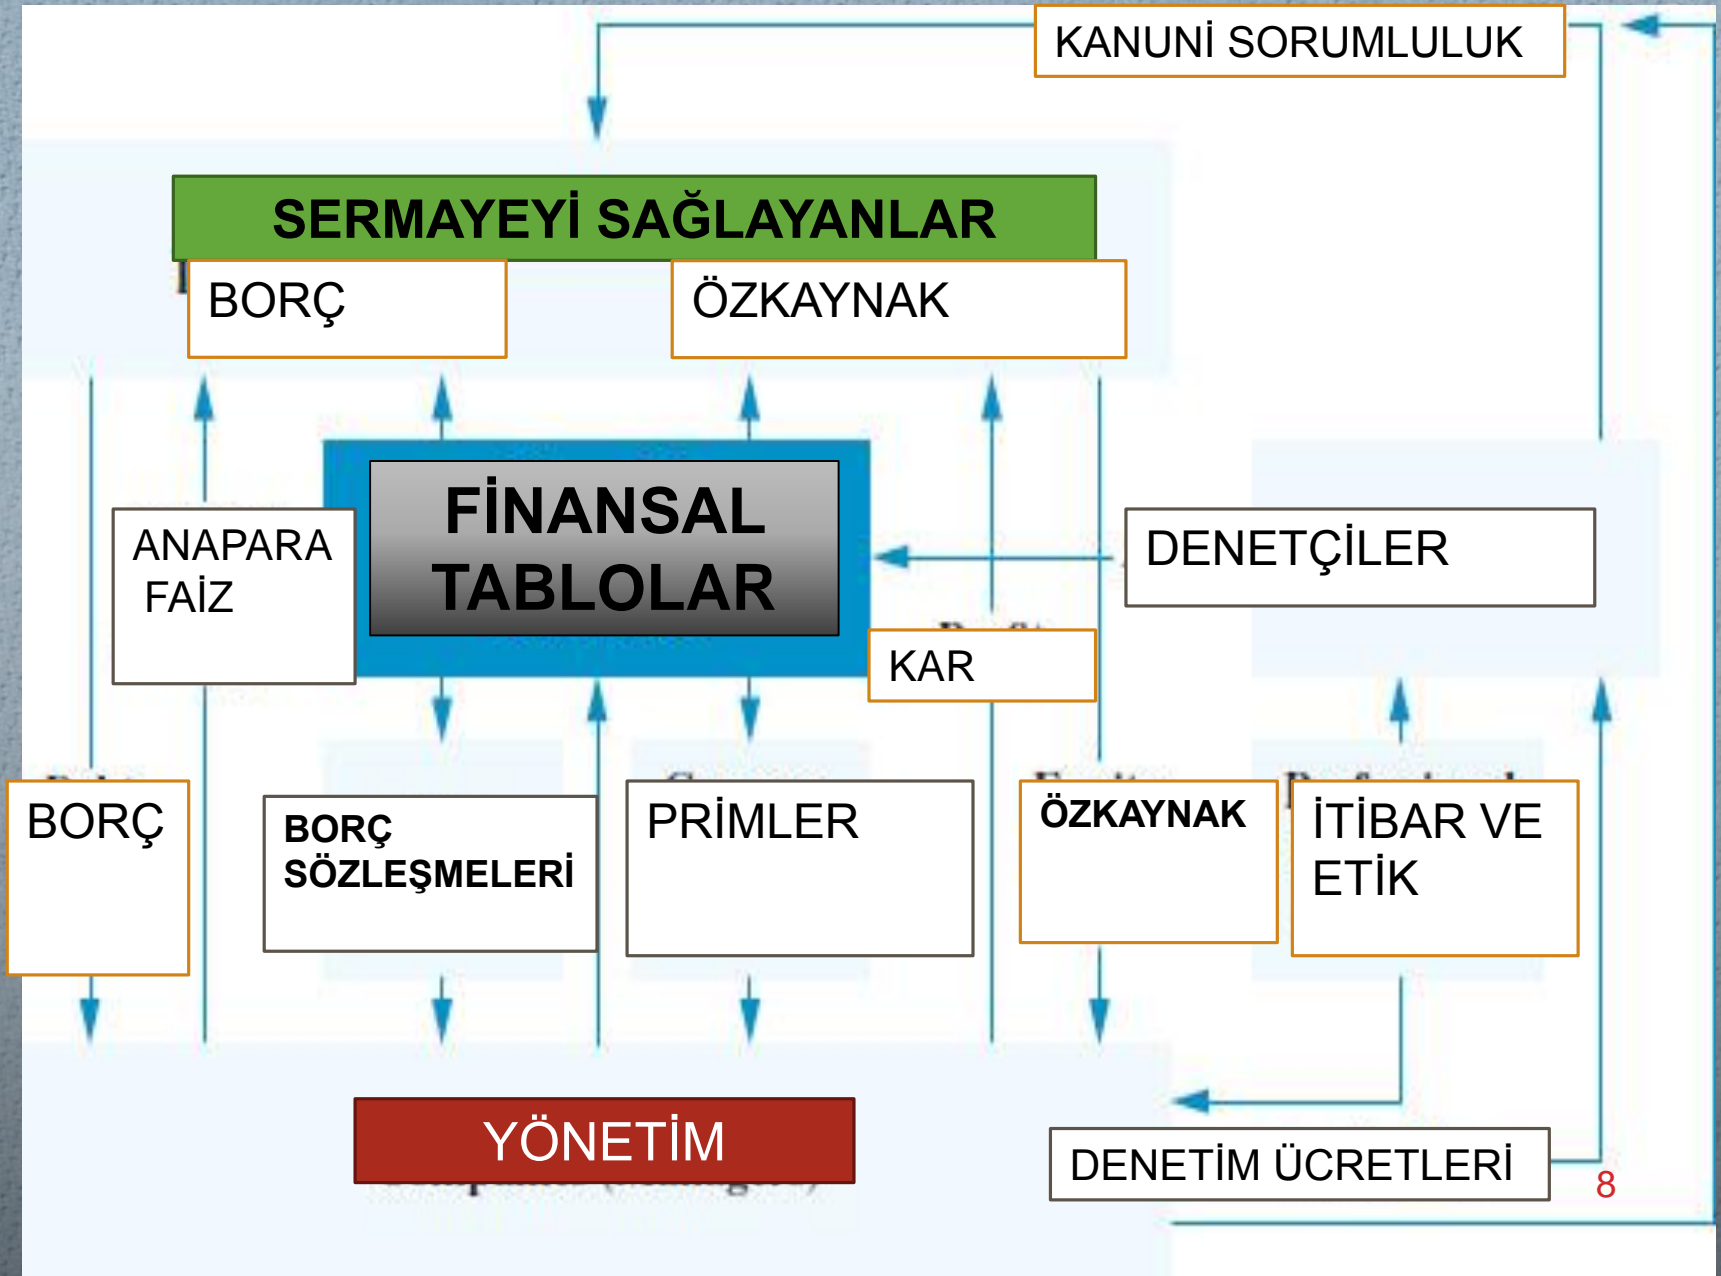 KANUNİ SORUMLULUK
SERMAYEYİ SAĞLAYANLAR
BORÇ
ÖZKAYNAK
FİNANSAL
TABLOLAR
ANAPARA
FAİZ
DENETÇİLER
KAR
BORÇ
BORÇ
SÖZLEŞMELERİ
PRİMLER
ÖZKAYNAK
İTİBAR VE
ETİK
YÖNETİM
DENETİM ÜCRETLERİ
8